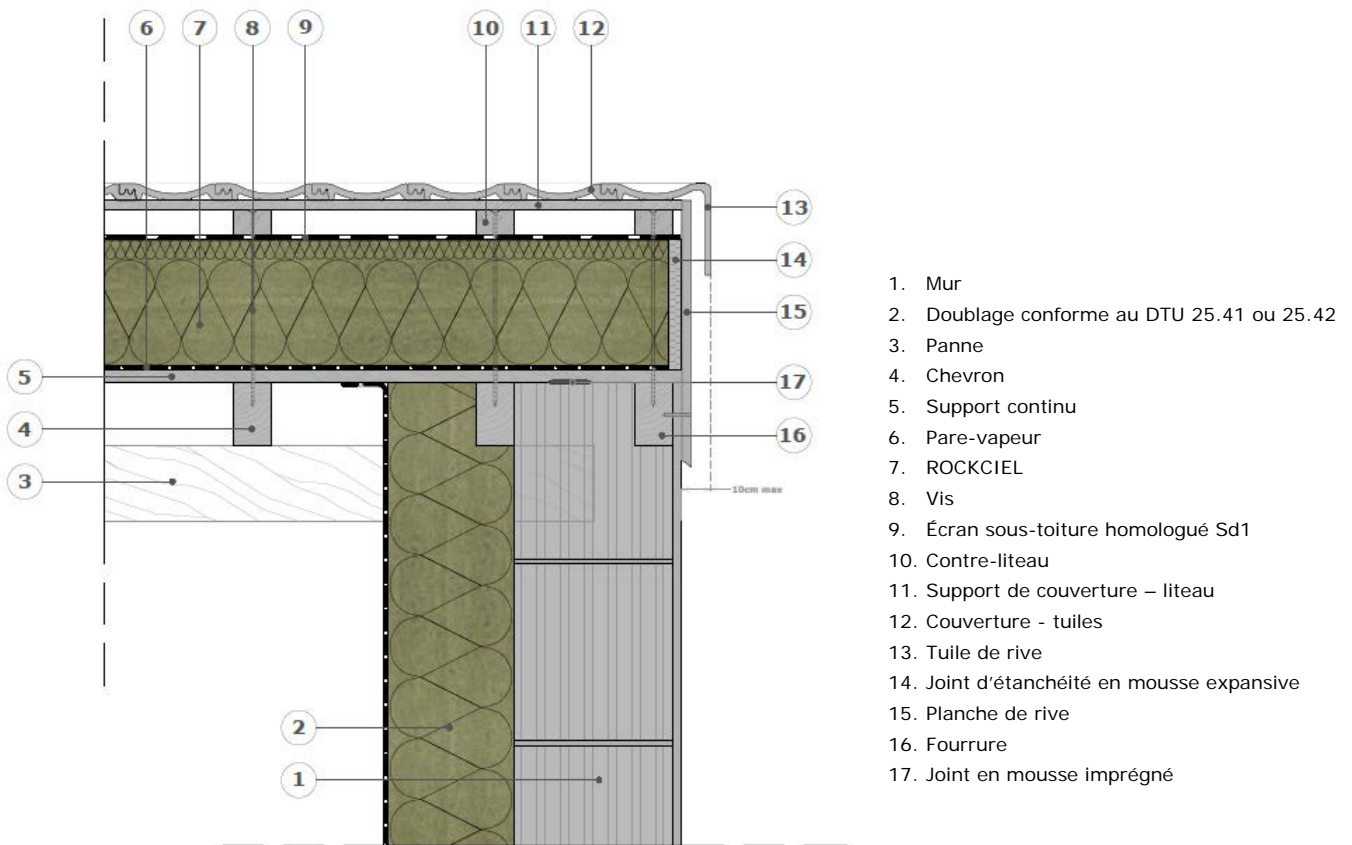 6 7 8 9 10 11 12
13
14
15
5
17
4
16
3
10cm max
2
1
1. Mur
2. Doublage conforme au DTU 25.41 ou 25.42
3. Panne
4. Chevron
5. Support continu
6. Pare-vapeur
7. ROCKCIEL
8. Vis
9. Écran sous-toiture homologué Sd1
10. Contre-liteau
11. Support de couverture – liteau
12. Couverture - tuiles
13. Tuile de rive
14. Joint d'étanchéité en mousse expansive
15. Planche de rive
16. Fourrure
17. Joint en mousse imprégné